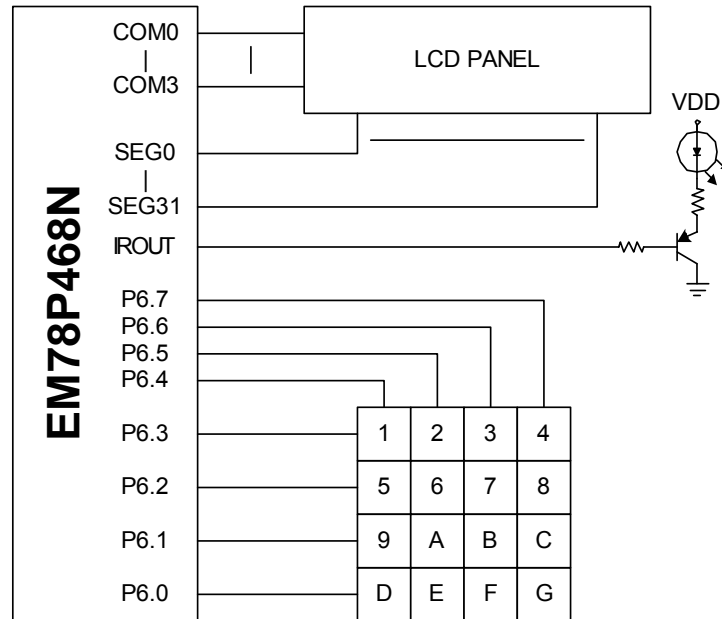 COM0
COM3
LCD PANEL
VDD
SEG0
SEG31
EM78P468N
IROUT
P6.7
P6.6
P6.5
P6.4
P6.3
1 2 3 4
P6.2
5 6 7 8
P6.1
9 A B C
P6.0
D E F G